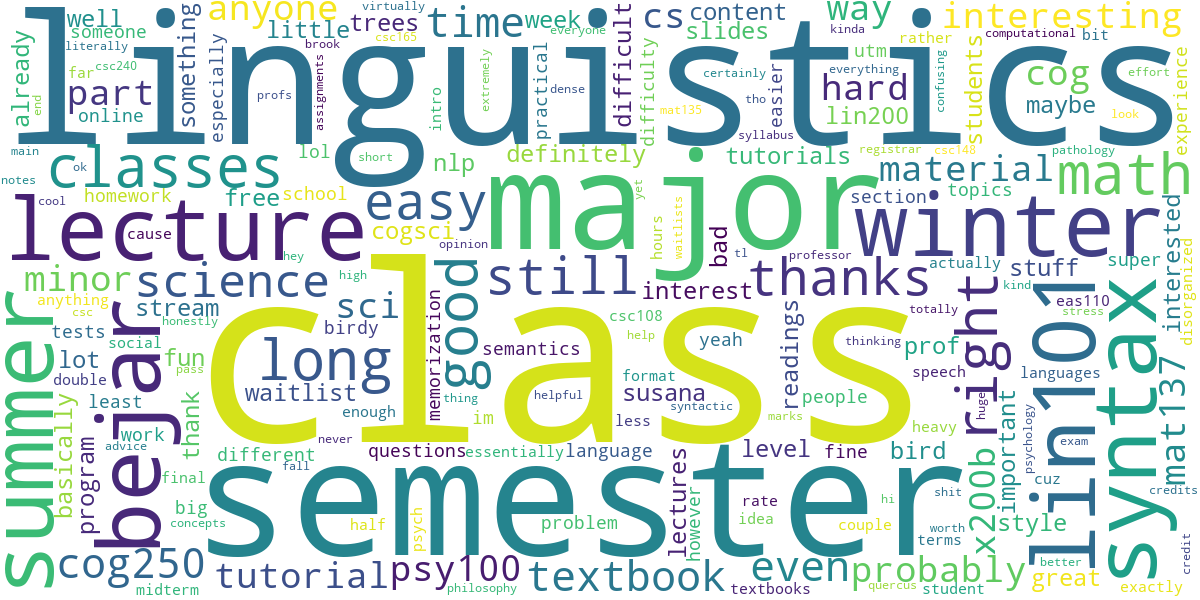 linguistics
class
semester
major
lecture
winter
syntax
lin101
bejar
summer
classes
science
easy
long
still
thanks
math
good
right
cog250
psy100
tutorial
textbook
even
probably
mat137
x200b
well
someone
literally
already
far
csc240
end
part
online
something
especially
anyone
little
trees
virtually
brook
csc165
assignments
profs
time
week
everyone
intro
extremely
practical
dense
cs
content
slides
difficult
difficulty
mat135
certainly
tho
easier
syllabus
way
kinda
utm
everything
hard
lin200
registrar
rather
csc148
confusing
interesting
students
computational
bit
cog
maybe
effort
look
experience
pathology
main
notes
ok
cool
homework
cause
free
school
lol
hey
short
nlp
definitely
cogsci
opinion
yet
hours
waitlists
bad
tl
tutorials
professor
material
section
topics
interested
minor
anything
csc
honestly
high
sci
stream
birdy
social
tests
pass
lot
fun
double
least
waitlist
enough
memorization
semantics
thing
im
interest
csc108
help
yeah
helpful
format
susana
syntactic
less
marks
readings
thinking
people
totally
prof
speech
heavy
actually
kind
stuff
super
eas110
stress
disorganized
languages
huge
important
psychology
basically
program
work
advice
thank
final
big
concepts
midterm
different
fall
never
questions
essentially
language
half
psych
philosophy
problem
lectures
however
level
rate
idea
textbooks
fine
hi
couple
bird
shit
worth
terms
quercus
student
style
exam
cuz
great
better
credits
exactly
credit